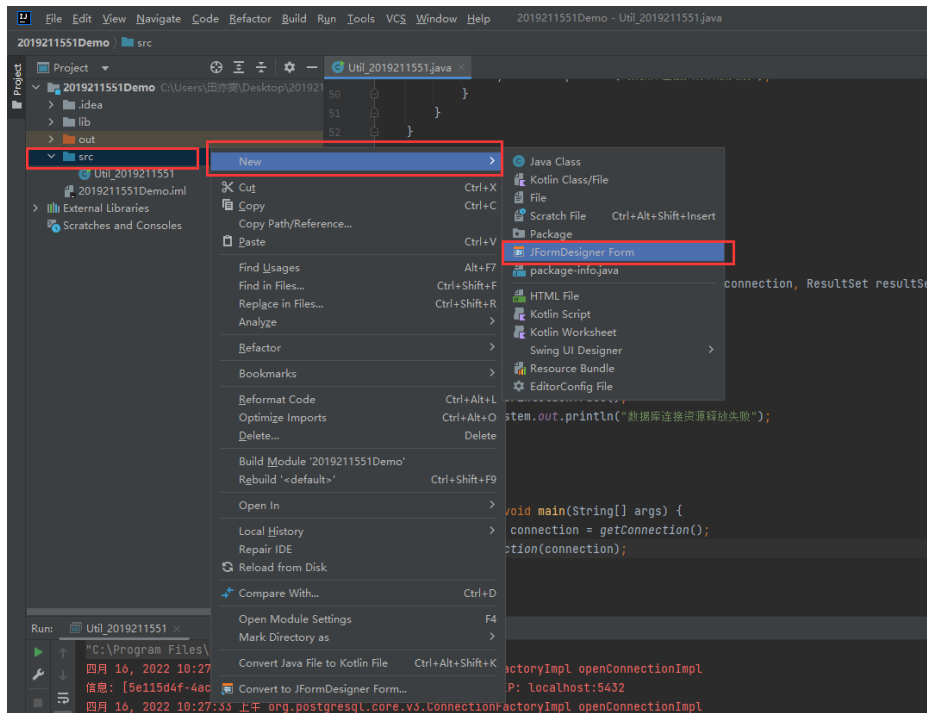 File Edit View Navigate Code Refactor Build Run Tools VCS Window Help 2019211551Demo - Util_2019211551.java
2019211551Demo src
Project
Project
Util_2019211551.java
2019211551Demo C:\Users\田亦爽\Desktop\201921
.idea
lib
out
src
Util_2019211551
2019211551Demo.iml
External Libraries
Scratches and Consoles
50 }
51 }
52 }
New
Cut Ctrl+X
Copy Ctrl+C
Copy Path/Reference...
Paste Ctrl+V
Find Usages Alt+F7
Find in Files... Ctrl+Shift+F
Replace in Files... Ctrl+Shift+R
Analyze
Refactor
Bookmarks
Reformat Code Ctrl+Alt+L
Optimize Imports Ctrl+Alt+O
Delete... Delete
Build Module '2019211551Demo'
Rebuild '<default>' Ctrl+Shift+F9
Open In
Local History
Repair IDE
Reload from Disk
Compare With... Ctrl+D
Open Module Settings F4
Mark Directory as
Convert Java File to Kotlin File Ctrl+Alt+Shift+K
Convert to JFormDesigner Form...
Java Class
Kotlin Class/File
File
Scratch File Ctrl+Alt+Shift+Insert
Package
JFormDesigner Form
package-info.java
HTML File
Kotlin Script
Kotlin Worksheet
Swing UI Designer
Resource Bundle
EditorConfig File
connection, ResultSet resultSe
stem.out.println("数据库连接资源释放失败");
void main(String[] args) {
connection = getConnection();
ction(connection);
Run: Util_2019211551
"C:\Program Files\
四月 16, 2022 10:27 actoryImpl openConnectionImpl
信息: [5e115d4f-4ac P: localhost:5432
四月 16, 2022 10:27:33 上午 org.postgresql.core.v3.ConnectionFactoryImpl openConnectionImpl